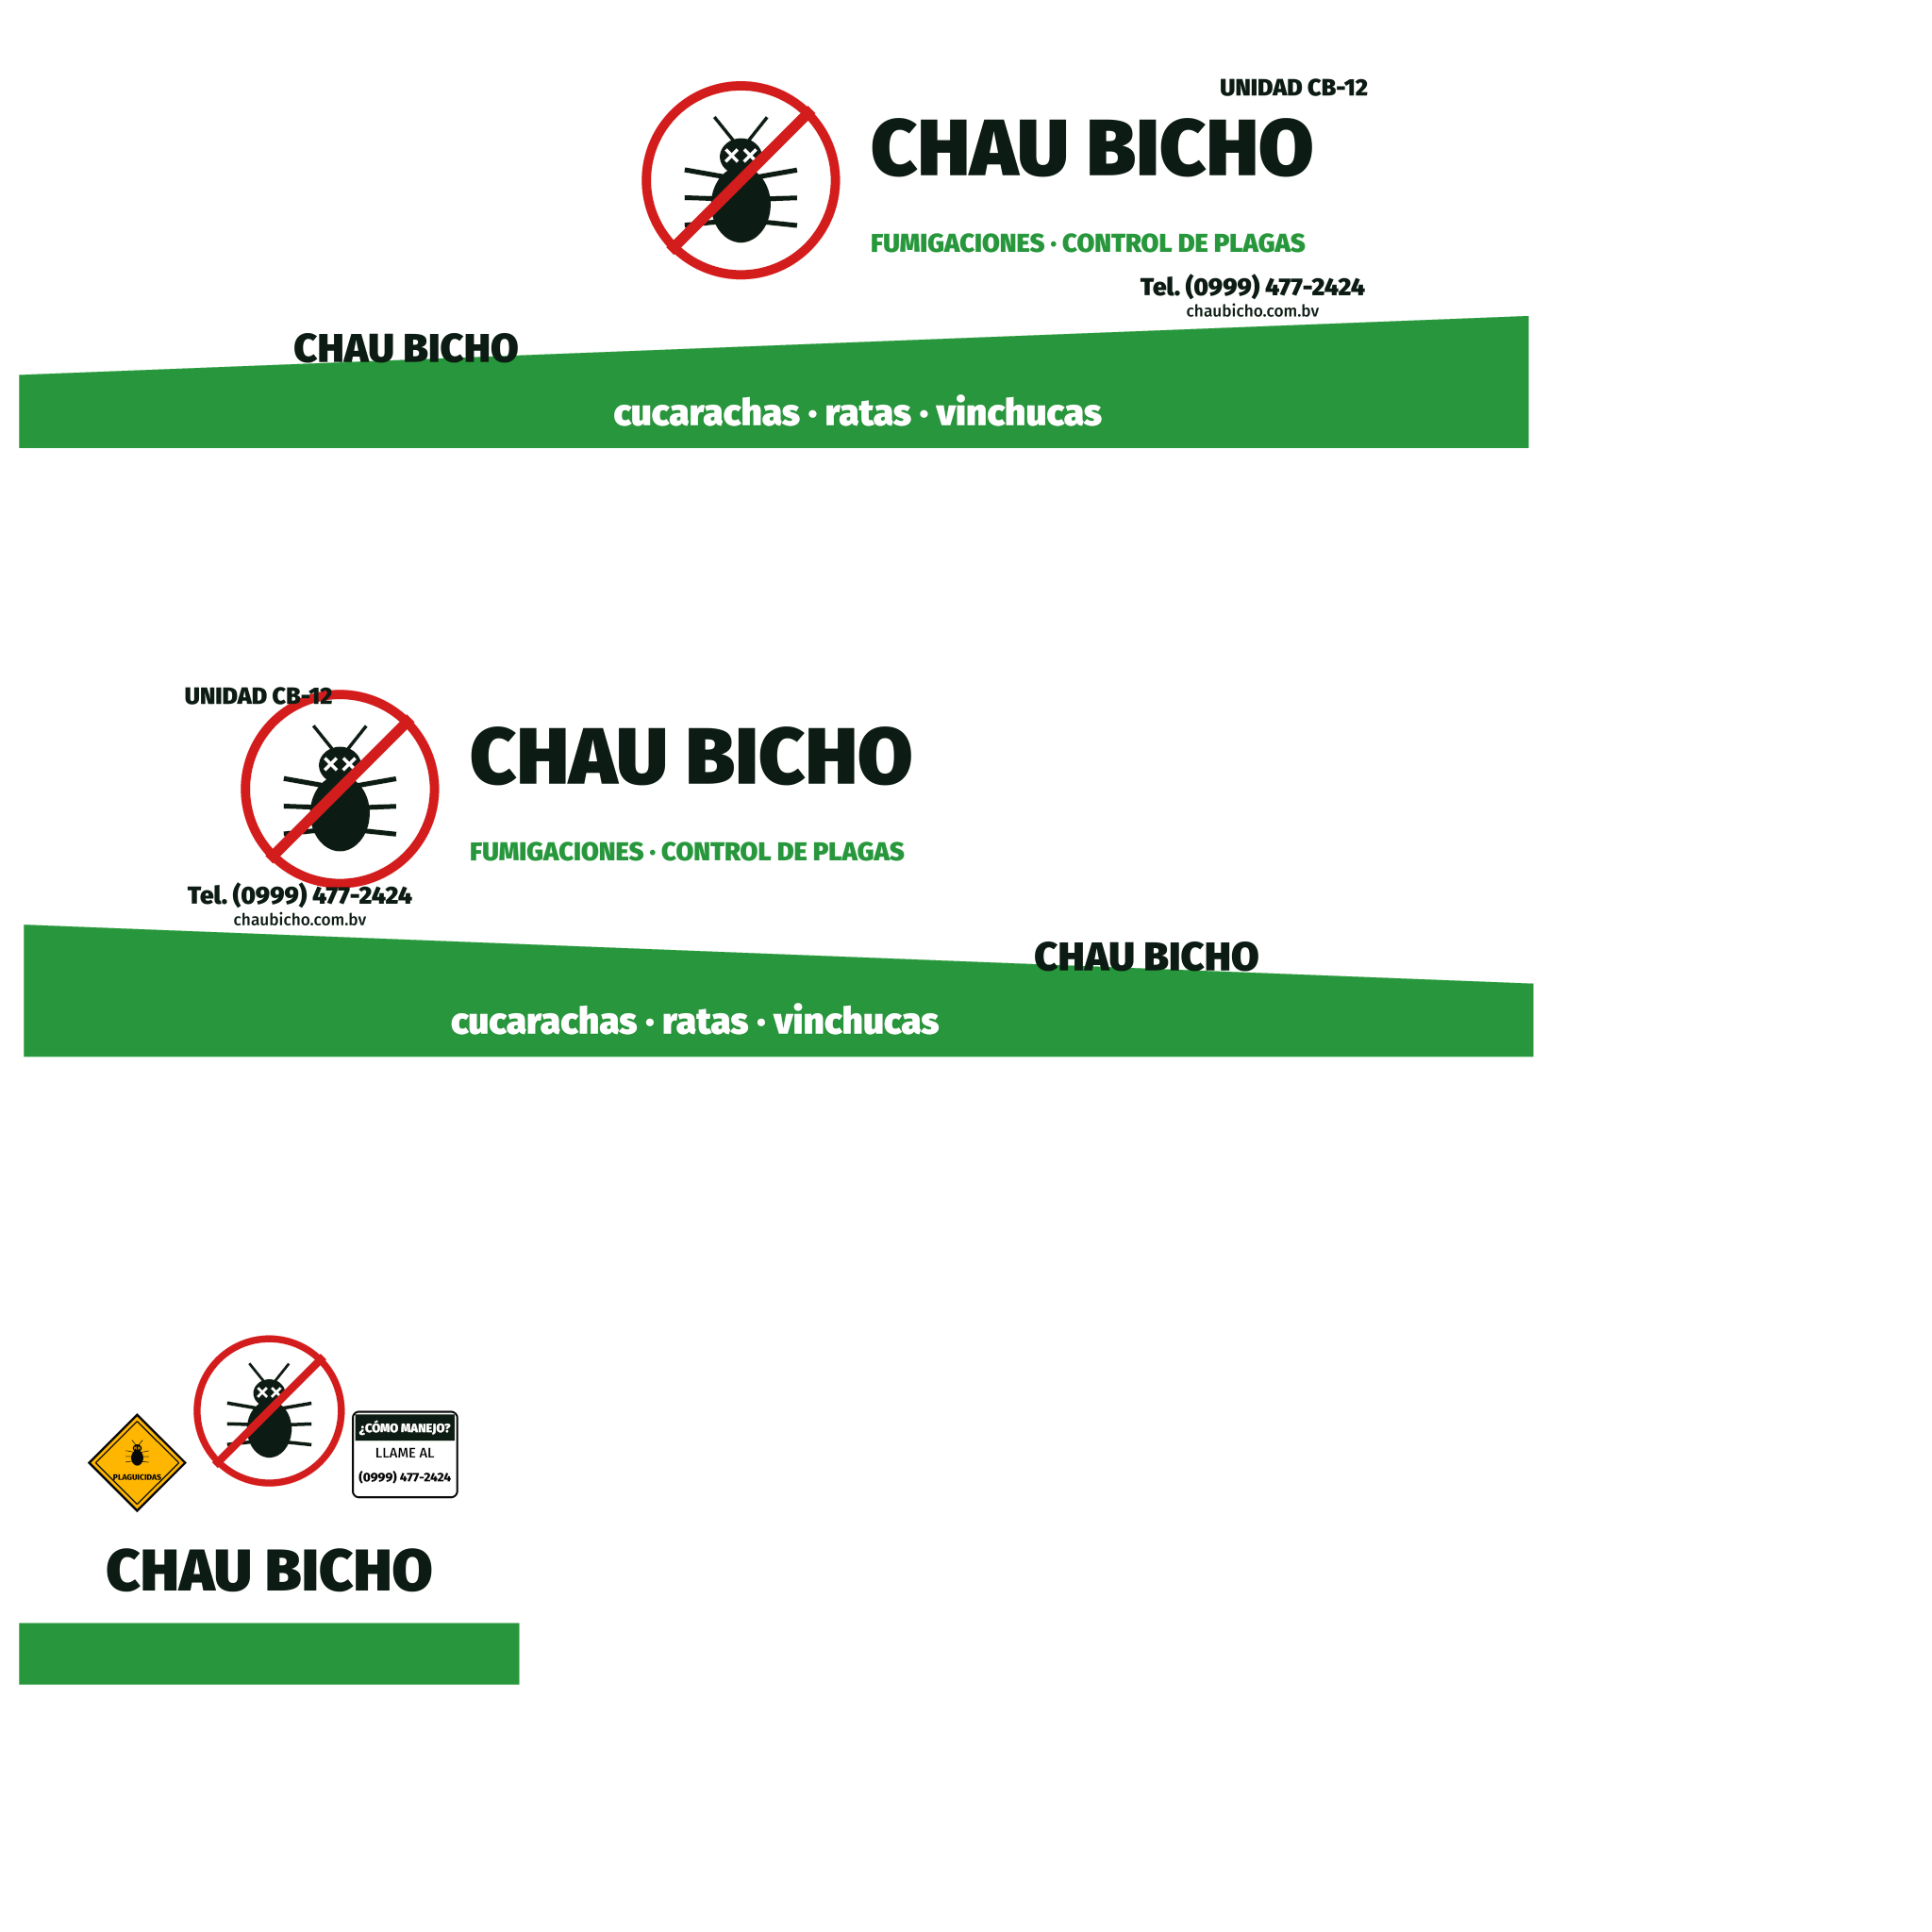 UNIDAD CB-12
CHAU BICHO
FUMIGACIONES · CONTROL DE PLAGAS
Tel. (0999) 477-2424
chaubicho.com.bv
CHAU BICHO
cucarachas · ratas · vinchucas
UNIDAD CB-12
CHAU BICHO
FUMIGACIONES · CONTROL DE PLAGAS
Tel. (0999) 477-2424
chaubicho.com.bv
CHAU BICHO
cucarachas · ratas · vinchucas
PLAGUICIDAS
¿CÓMO MANEJO?
LLAME AL
(0999) 477-2424
CHAU BICHO